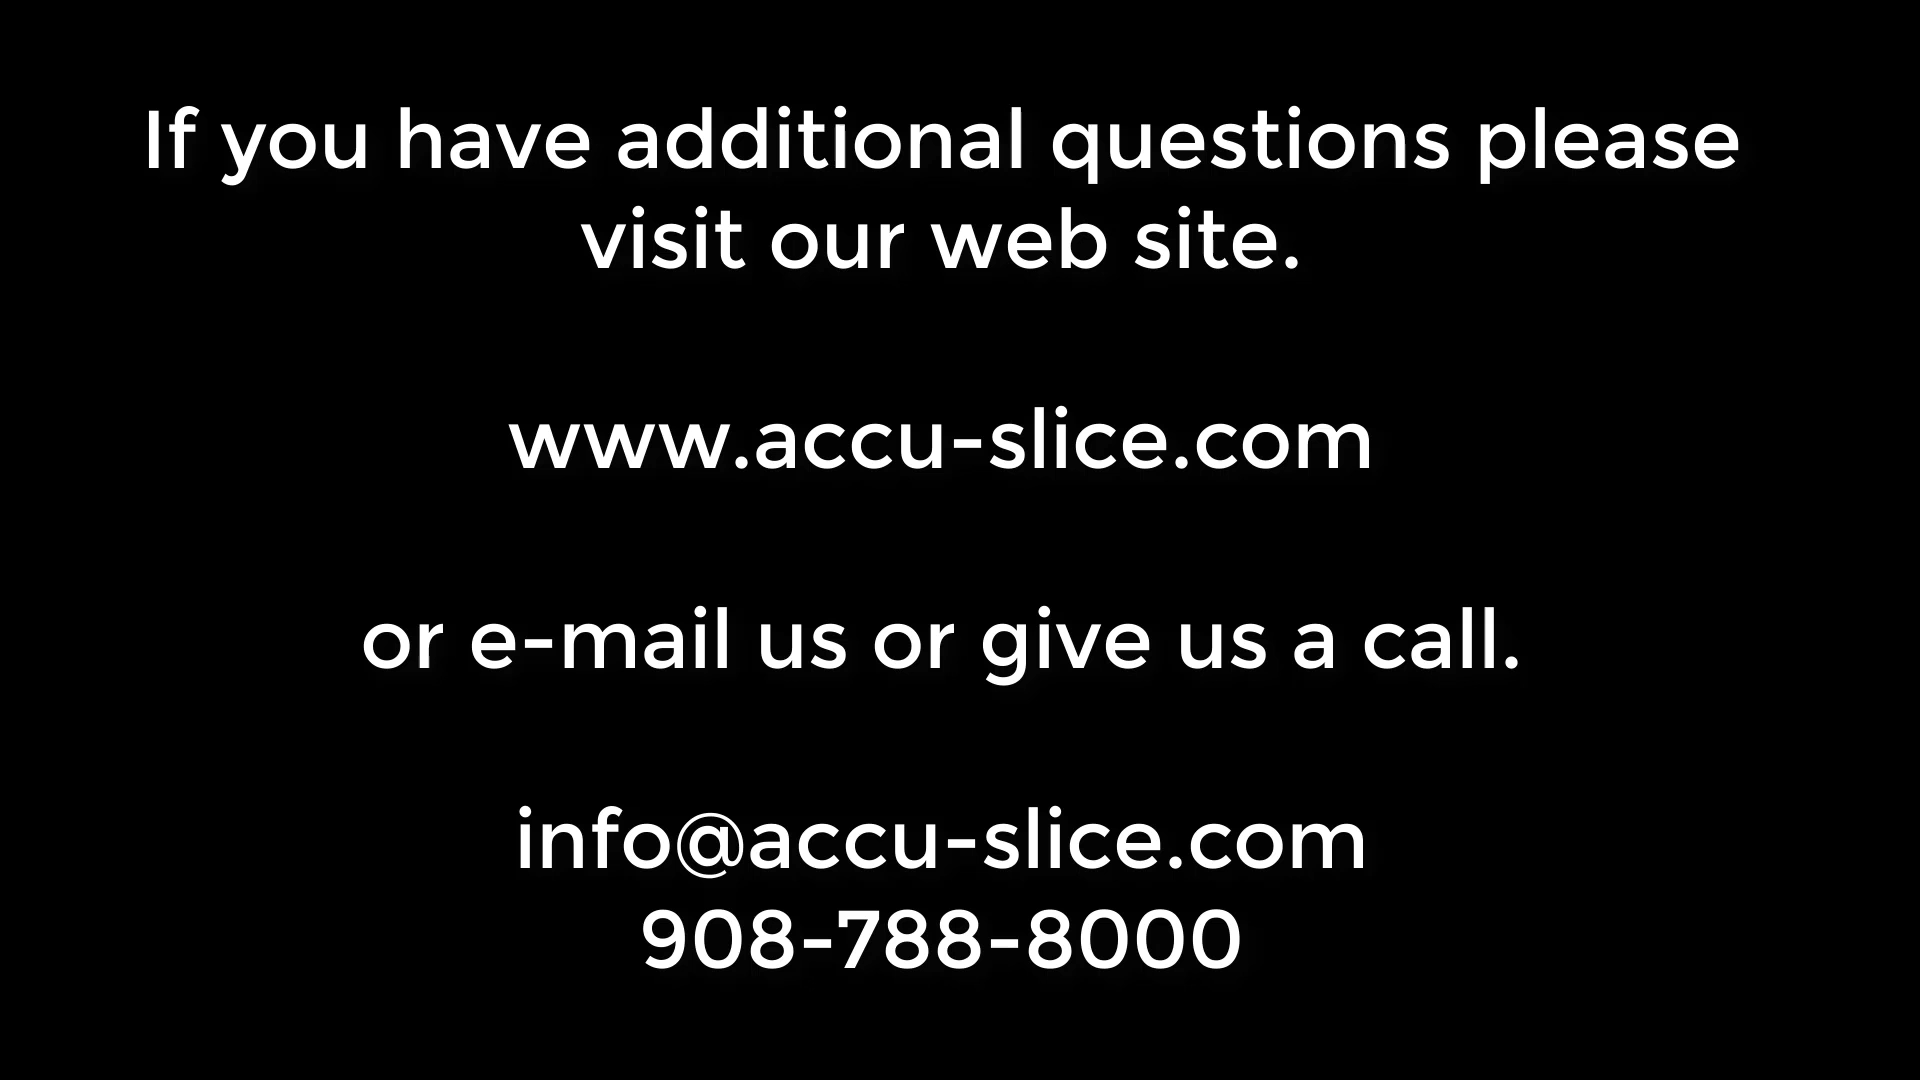 If you have additional questions please
visit our web site.
www.accu-slice.com
or e-mail us or give us a call.
info@accu-slice.com
908-788-8000